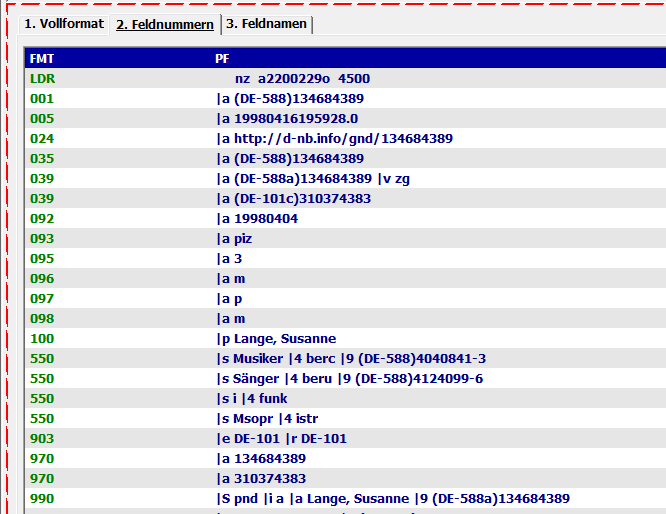 1. Vollformat 2. Feldnummern 3. Feldnamen
FMT PF
LDR nz a2200229o 4500
001 |a (DE-588)134684389
005 |a 19980416195928.0
024 |a http://d-nb.info/gnd/134684389
035 |a (DE-588)134684389
039 |a (DE-588a)134684389 |v zg
039 |a (DE-101c)310374383
092 |a 19980404
093 |a piz
095 |a 3
096 |a m
097 |a p
098 |a m
100 |p Lange, Susanne
550 |s Musiker |4 berc |9 (DE-588)4040841-3
550 |s Sänger |4 beru |9 (DE-588)4124099-6
550 |s i |4 funk
550 |s Msopr |4 istr
903 |e DE-101 |r DE-101
970 |a 134684389
970 |a 310374383
990 |S pnd |i a |a Lange, Susanne |9 (DE-588a)134684389